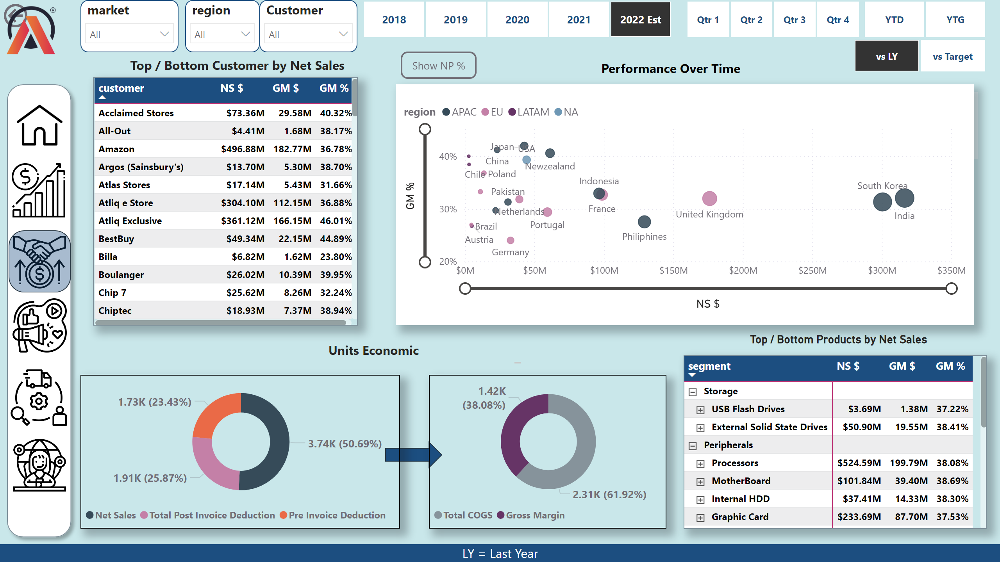 ®
market
All
region
All
Customer
All
2018
2019
2020
2021
2022 Est
Qtr 1
Qtr 2
Qtr 3
Qtr 4
YTD
YTG
vs LY
vs Target
Top / Bottom Customer by Net Sales
customer NS $ GM $ GM %
Acclaimed Stores $73.36M 29.58M 40.32%
All-Out $4.41M 1.68M 38.17%
Amazon $496.88M 182.77M 36.78%
Argos (Sainsbury's) $13.70M 5.30M 38.70%
Atlas Stores $17.14M 5.43M 31.66%
Atliq e Store $304.10M 112.15M 36.88%
Atliq Exclusive $361.12M 166.15M 46.01%
BestBuy $49.34M 22.15M 44.89%
Billa $6.82M 1.62M 23.80%
Boulanger $26.02M 10.39M 39.95%
Chip 7 $25.62M 8.26M 32.24%
Chiptec $18.93M 7.37M 38.94%
Show NP %
Performance Over Time
region APAC EU LATAM NA
GM %
40%
30%
20%
Japan
USA
China
Newzealand
Chile
Poland
Indonesia
Pakistan
South Korea
Netherlands
France
United Kingdom
India
Brazil
Portugal
Austria
Philiphines
Germany
$0M $50M $100M $150M $200M $250M $300M $350M
NS $
Units Economic
1.73K (23.43%)
3.74K (50.69%)
1.91K (25.87%)
Net Sales Total Post Invoice Deduction Pre Invoice Deduction
1.42K
(38.08%)
2.31K (61.92%)
Total COGS Gross Margin
Top / Bottom Products by Net Sales
segment NS $ GM $ GM %
Storage
USB Flash Drives $3.69M 1.38M 37.22%
External Solid State Drives $50.90M 19.55M 38.41%
Peripherals
Processors $524.59M 199.79M 38.08%
MotherBoard $101.84M 39.40M 38.69%
Internal HDD $37.41M 14.33M 38.30%
Graphic Card $233.69M 87.70M 37.53%
LY = Last Year